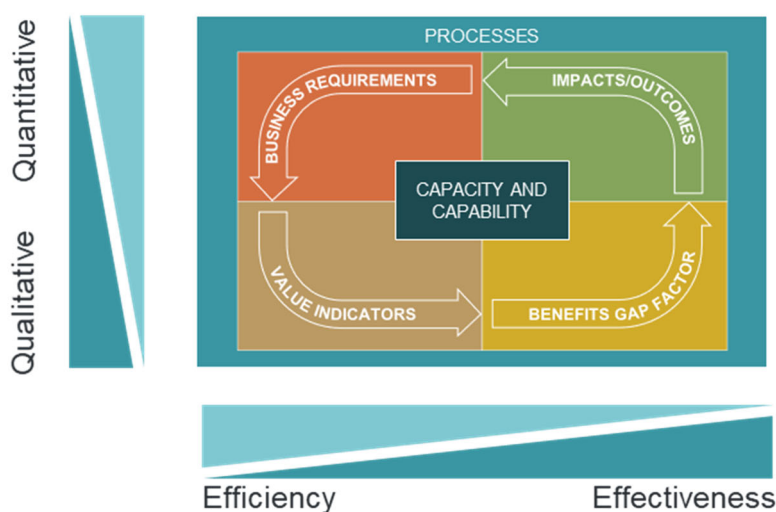 Quantitative
Qualitative
PROCESSES
BUSINESS REQUIREMENTS
IMPACTS/OUTCOMES
CAPACITY AND
CAPABILITY
VALUE INDICATORS
BENEFITS GAP FACTOR
Efficiency
Effectiveness